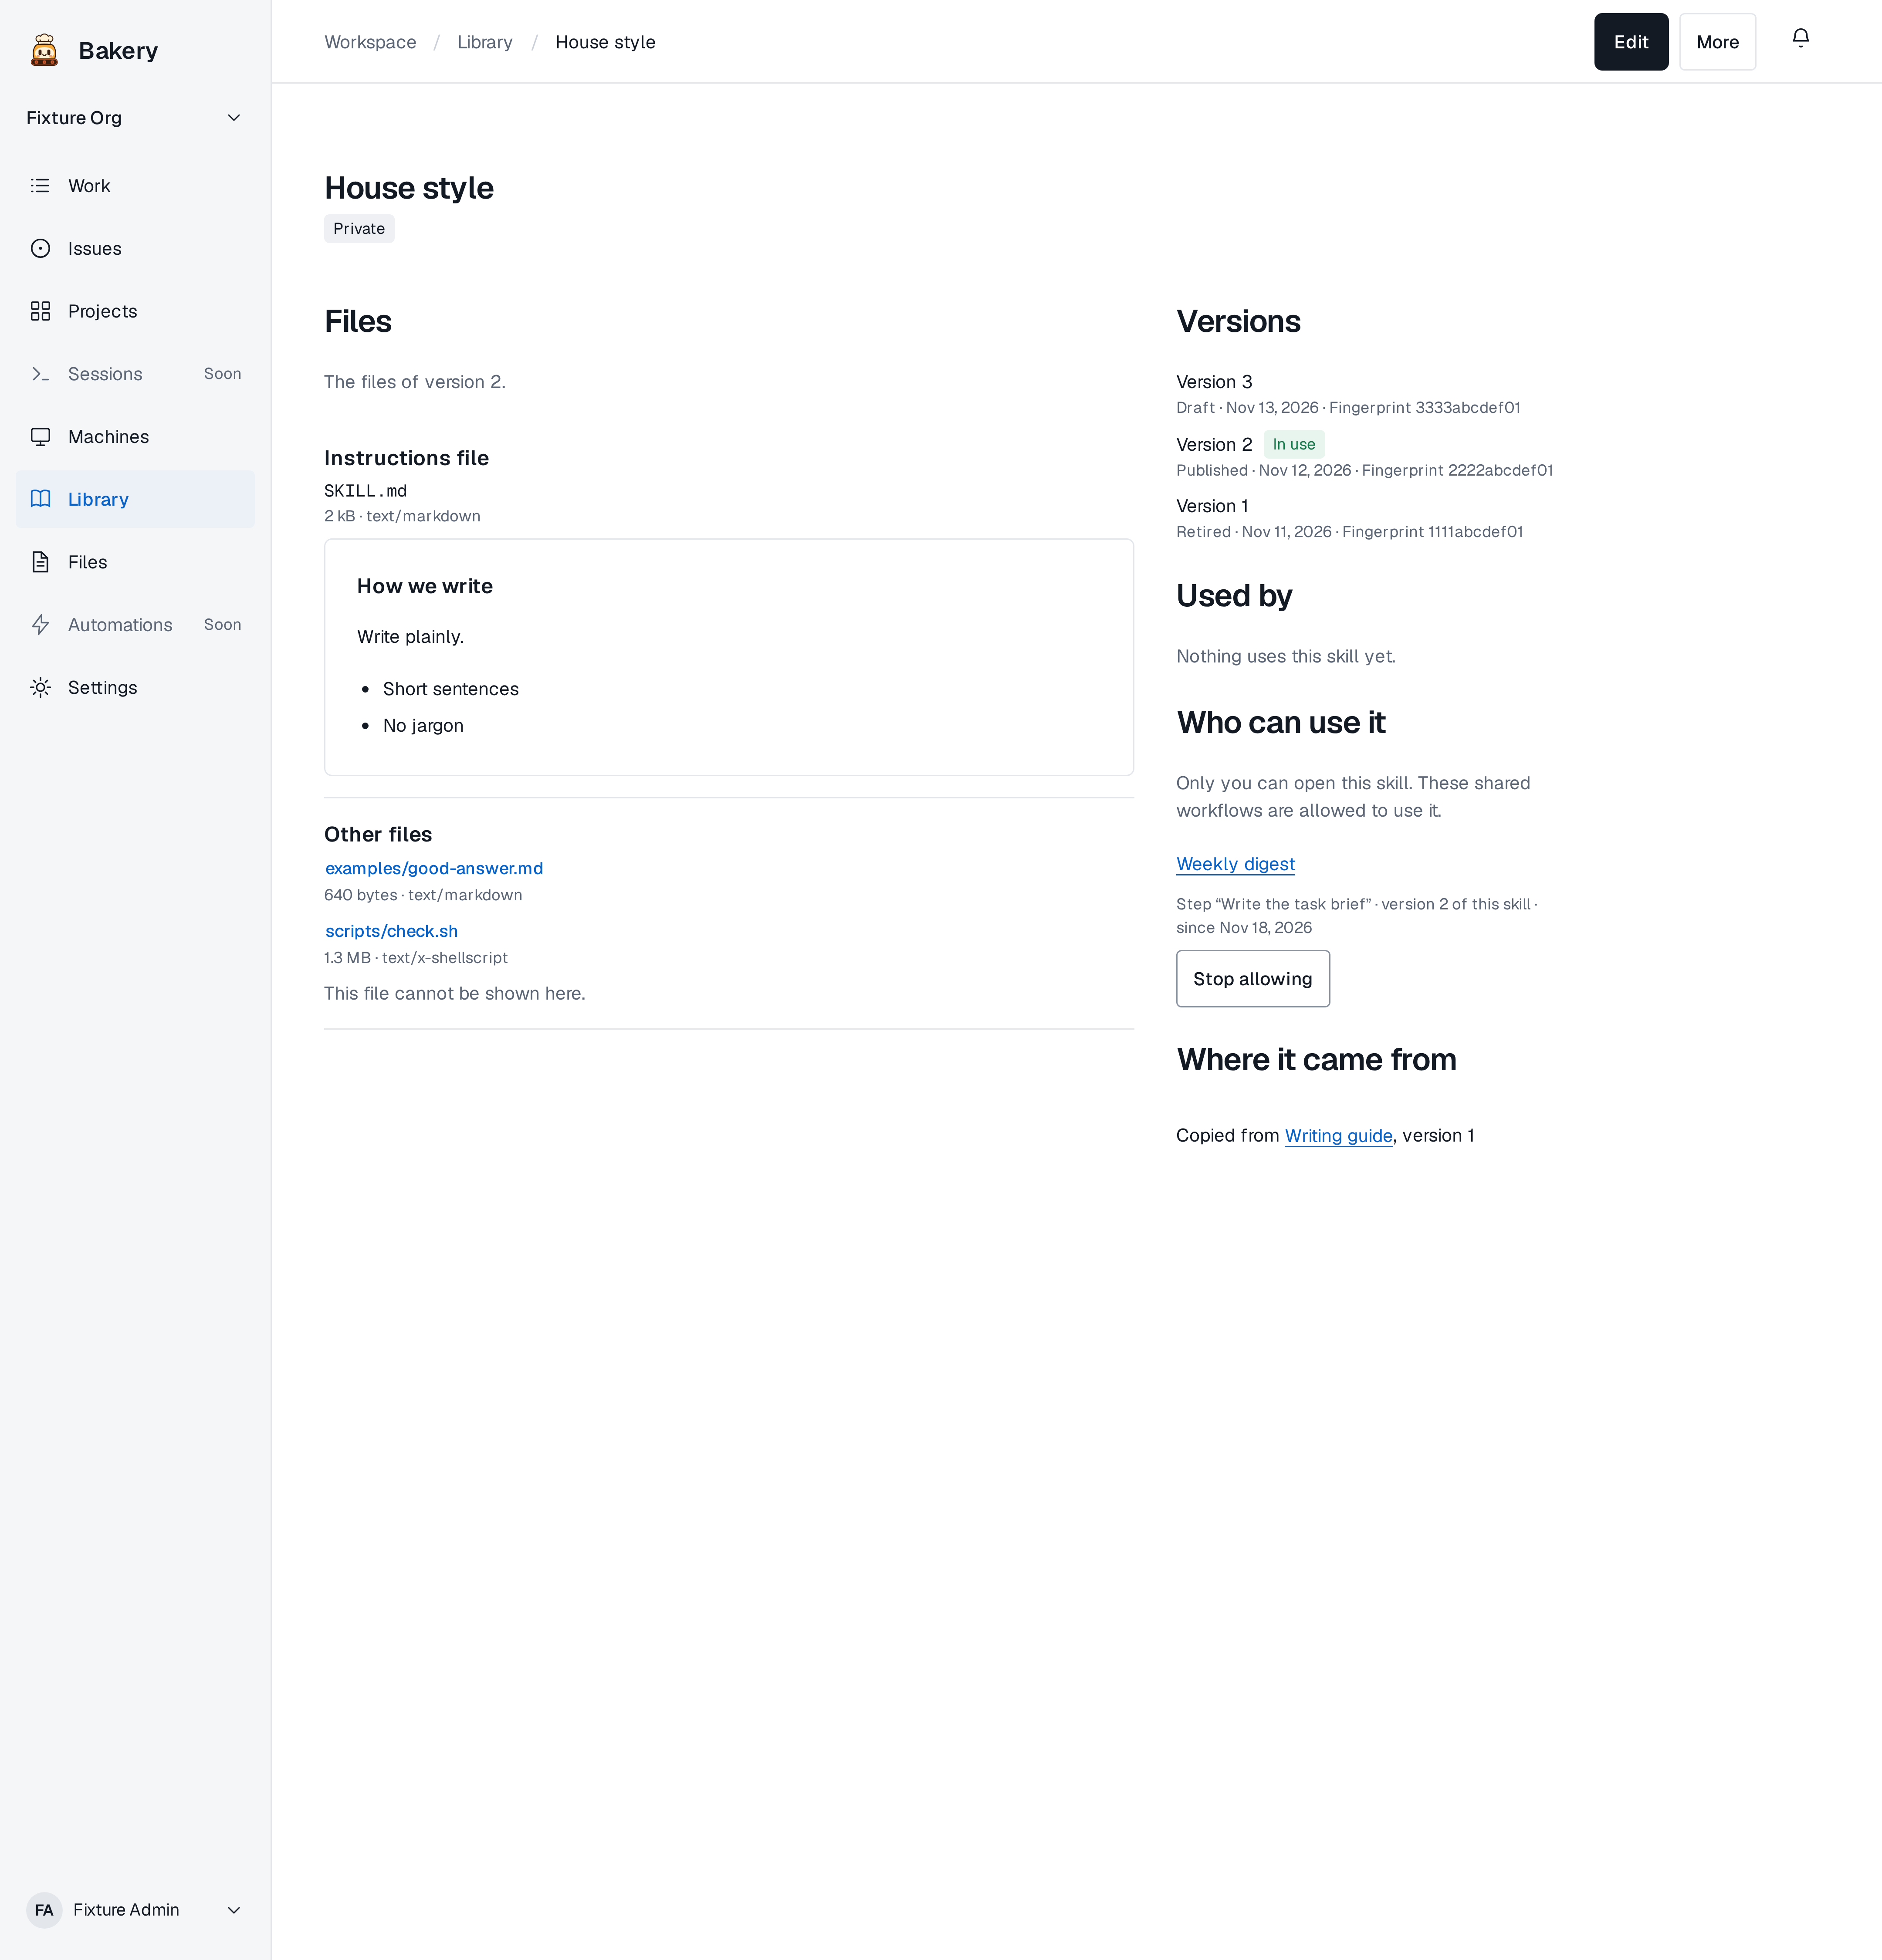 Bakery
Fixture Org
Work
Issues
Projects
Sessions Soon
Machines
Library
Files
Automations Soon
Settings
FA Fixture Admin
Workspace / Library / House style
Edit More
House style
Private
Files
The files of version 2.
Instructions file
SKILL.md
2 kB · text/markdown
How we write
Write plainly.
• Short sentences
• No jargon
Other files
examples/good-answer.md
640 bytes · text/markdown
scripts/check.sh
1.3 MB · text/x-shellscript
This file cannot be shown here.
Versions
Version 3
Draft · Nov 13, 2026 · Fingerprint 3333abcdef01
Version 2 In use
Published · Nov 12, 2026 · Fingerprint 2222abcdef01
Version 1
Retired · Nov 11, 2026 · Fingerprint 1111abcdef01
Used by
Nothing uses this skill yet.
Who can use it
Only you can open this skill. These shared
workflows are allowed to use it.
Weekly digest
Step “Write the task brief” · version 2 of this skill ·
since Nov 18, 2026
Stop allowing
Where it came from
Copied from Writing guide, version 1